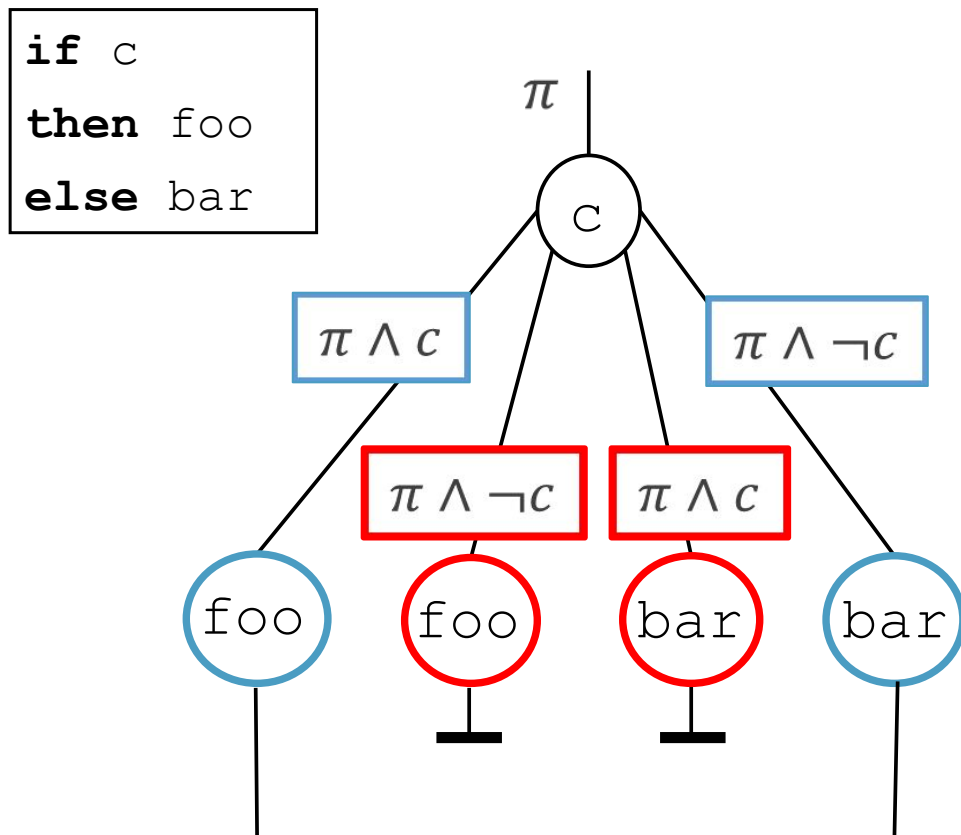 if c
then foo
else bar
π
c
π ∧ c
π ∧ ¬c
π ∧ ¬c
π ∧ c
foo
foo
bar
bar